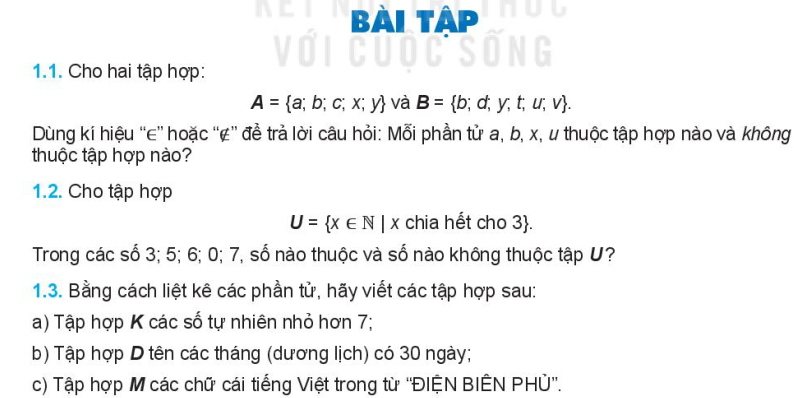 KẾT NỐI TRI THỨC
BÀI TẬP
VỚI CUỘC SỐNG
1.1. Cho hai tập hợp:
A = {a; b; c; x; y} và B = {b; d; y; t; u; v}.
Dùng kí hiệu “∈” hoặc “∉” để trả lời câu hỏi: Mỗi phần tử a, b, x, u thuộc tập hợp nào và không
thuộc tập hợp nào?
1.2. Cho tập hợp
U = {x ∈ ℕ | x chia hết cho 3}.
Trong các số 3; 5; 6; 0; 7, số nào thuộc và số nào không thuộc tập U?
1.3. Bằng cách liệt kê các phần tử, hãy viết các tập hợp sau:
a) Tập hợp K các số tự nhiên nhỏ hơn 7;
b) Tập hợp D tên các tháng (dương lịch) có 30 ngày;
c) Tập hợp M các chữ cái tiếng Việt trong từ “ĐIỆN BIÊN PHỦ”.